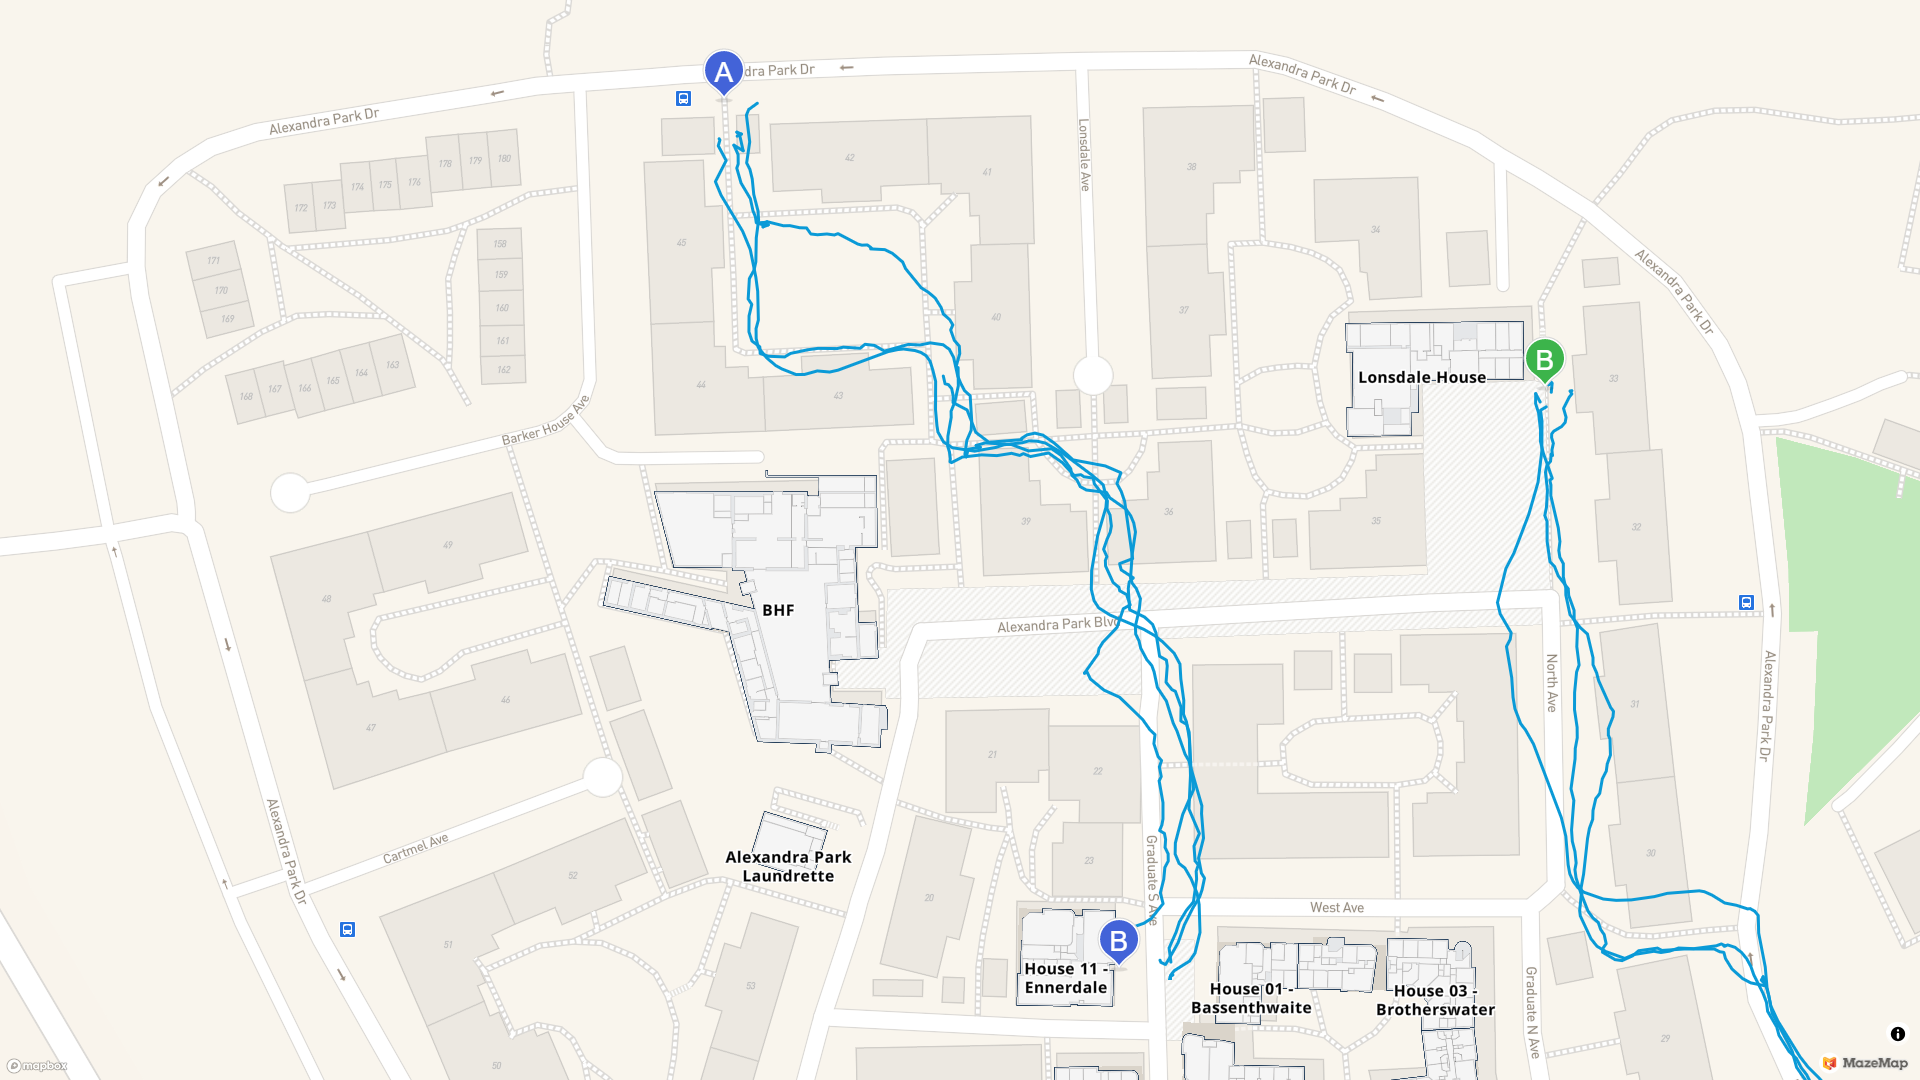 A
dra Park Dr
Alexandra Park Dr
Alexandra Park Dr
Lonsdale Ave
42
41
38
180
179
178
176
175
174
173
172
45
34
158
171
159
170
160
169
161
162
40
37
Alexandra Park Dr
B
Lonsdale House
33
163
164
165
166
167
168
44
43
Barker House Ave
39
36
35
32
49
48
BHF
Alexandra Park Blv
46
47
21
22
North Ave
31
Alexandra Park Dr
Cartmel Ave
Alexandra Park Dr
Alexandra Park
Laundrette
Graduate S Ave
23
30
52
20
West Ave
51
B
House 11 -
Ennerdale
53
House 01 -
Bassenthwaite
House 03 -
Brotherswater
Graduate N Ave
29
50
mapbox
MazeMap